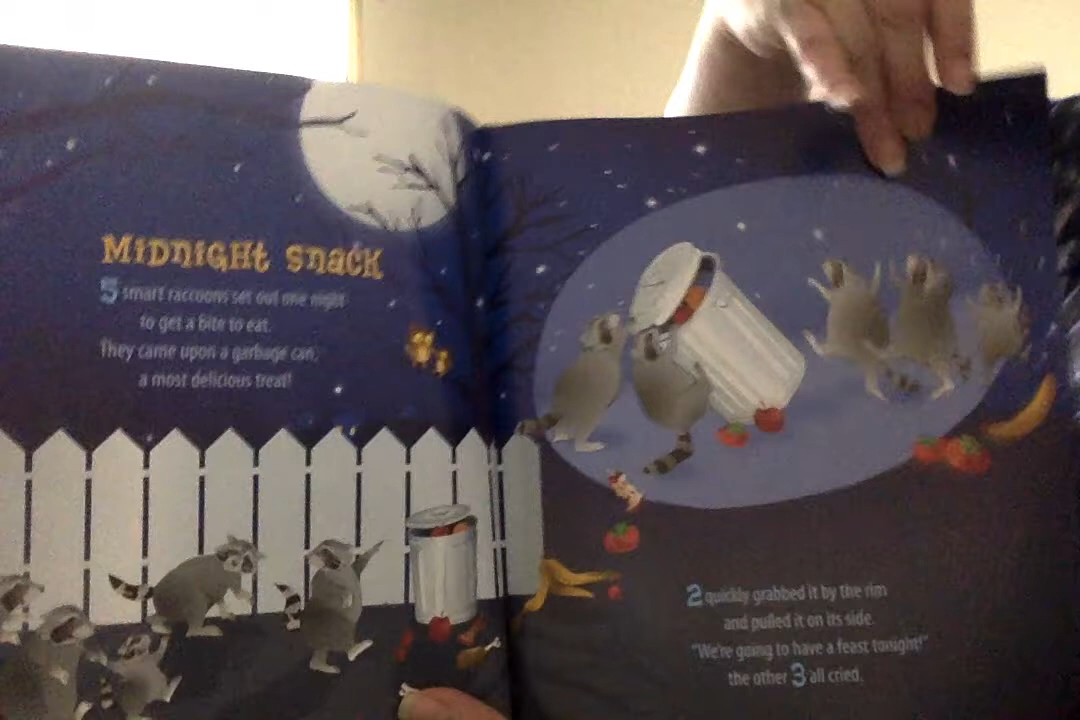 MIDNIGHT SNACK
5 smart raccoons set out one night
to get a bite to eat.
They came upon a garbage can,
a most delicious treat!
2 quickly grabbed it by the rim
and pulled it on its side.
"We're going to have a feast tonight!"
the other 3 all cried.